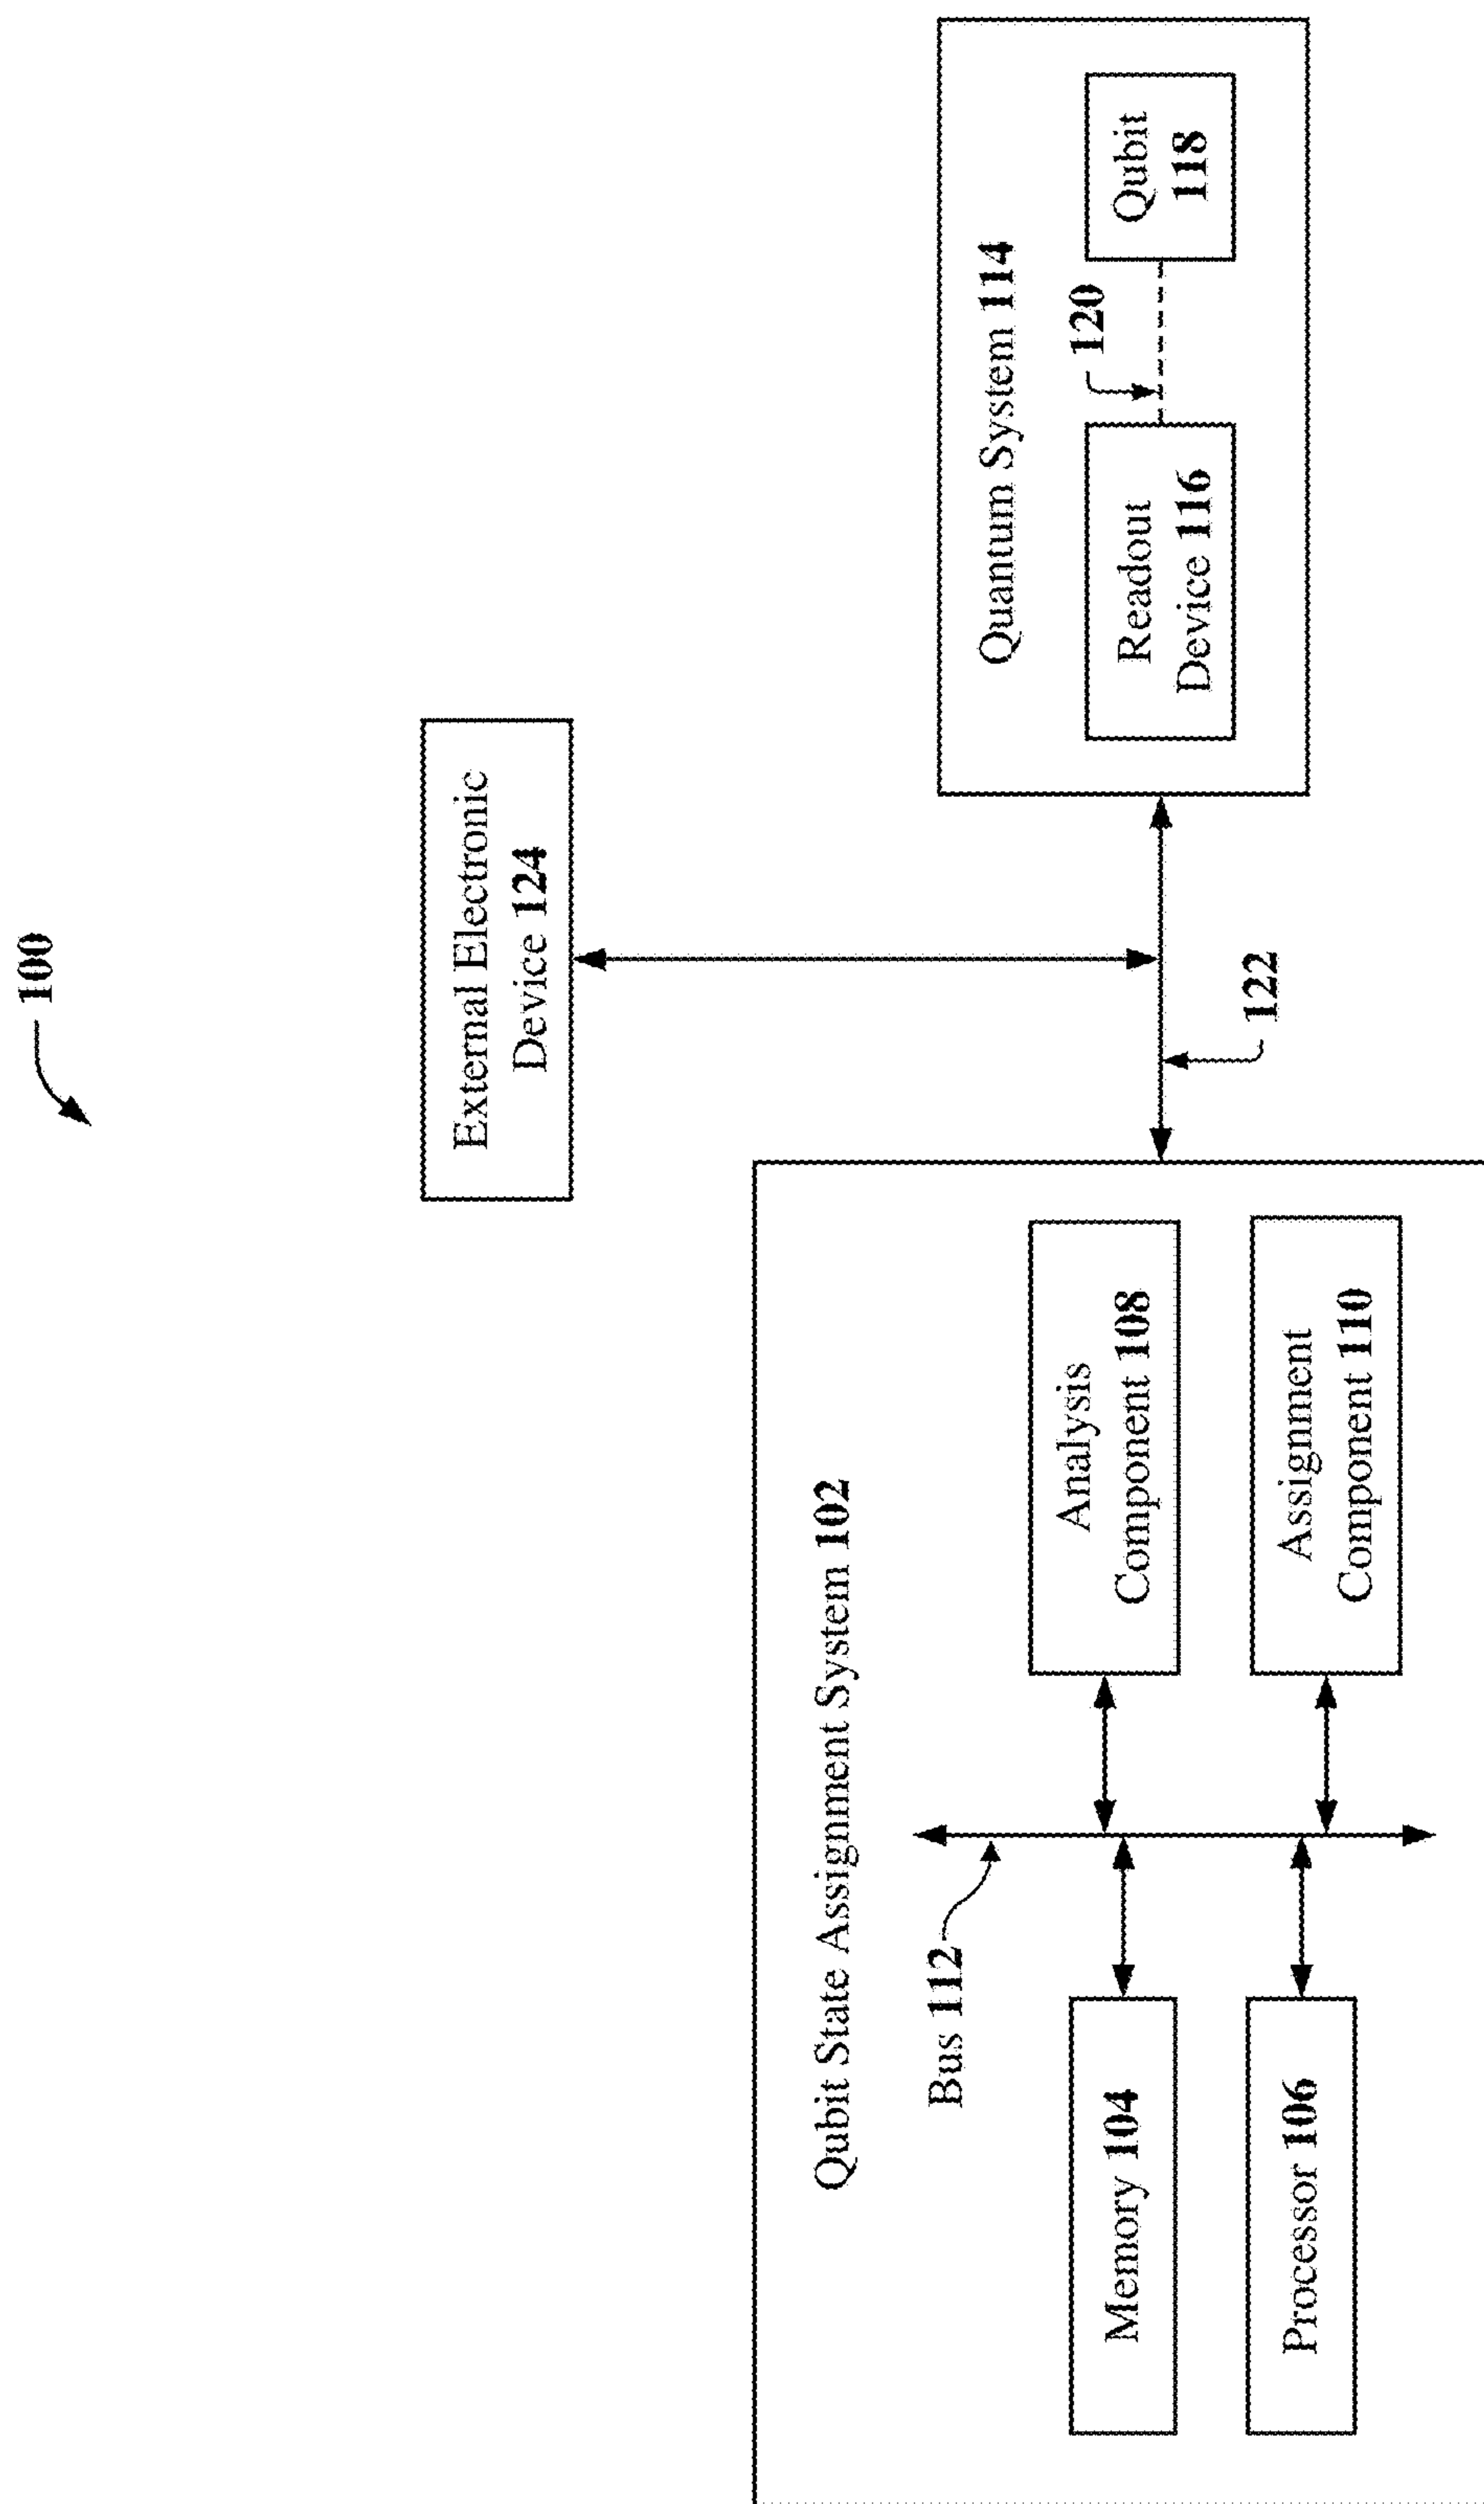 100
External Electronic
Device 124
Qubit State Assignment System 102
Bus 112
Memory 104
Processor 106
Analysis
Component 108
Assignment
Component 110
122
Quantum System 114
Readout
Device 116
120
Qubit
118